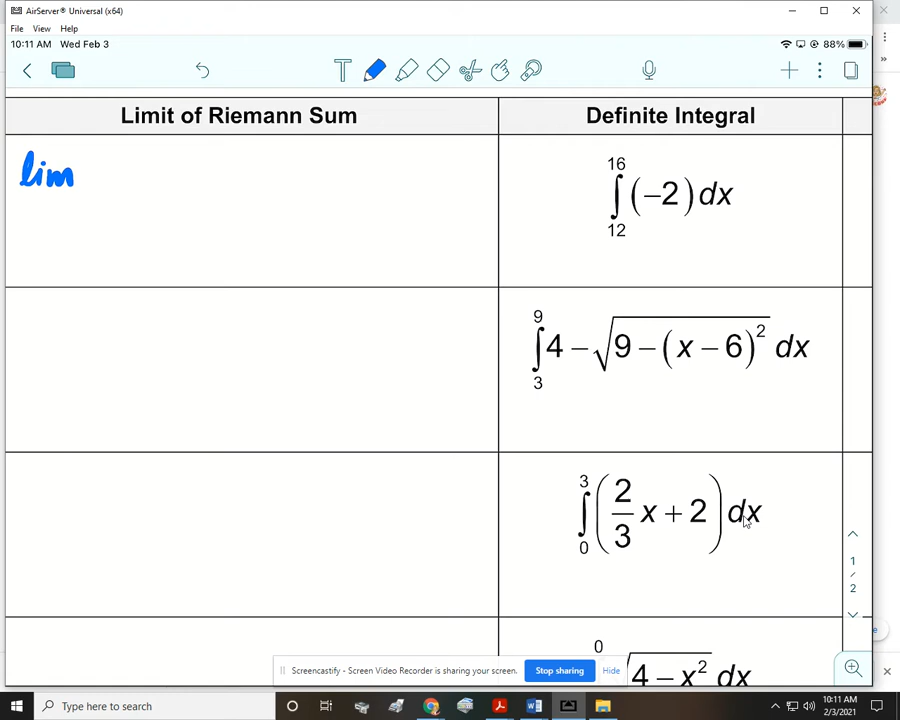 AirServer® Universal (x64)
File View Help
10:11 AM Wed Feb 3
88%
T
Limit of Riemann Sum
Definite Integral
lim
16
∫(−2)dx
12
9
∫4−√9−(x−6)² dx
3
3
∫(2/3 x+2)dx
0
1
/
2
0
√4−x² dx
Screencastify - Screen Video Recorder is sharing your screen.
Stop sharing
Hide
Type here to search
10:11 AM
2/3/2021